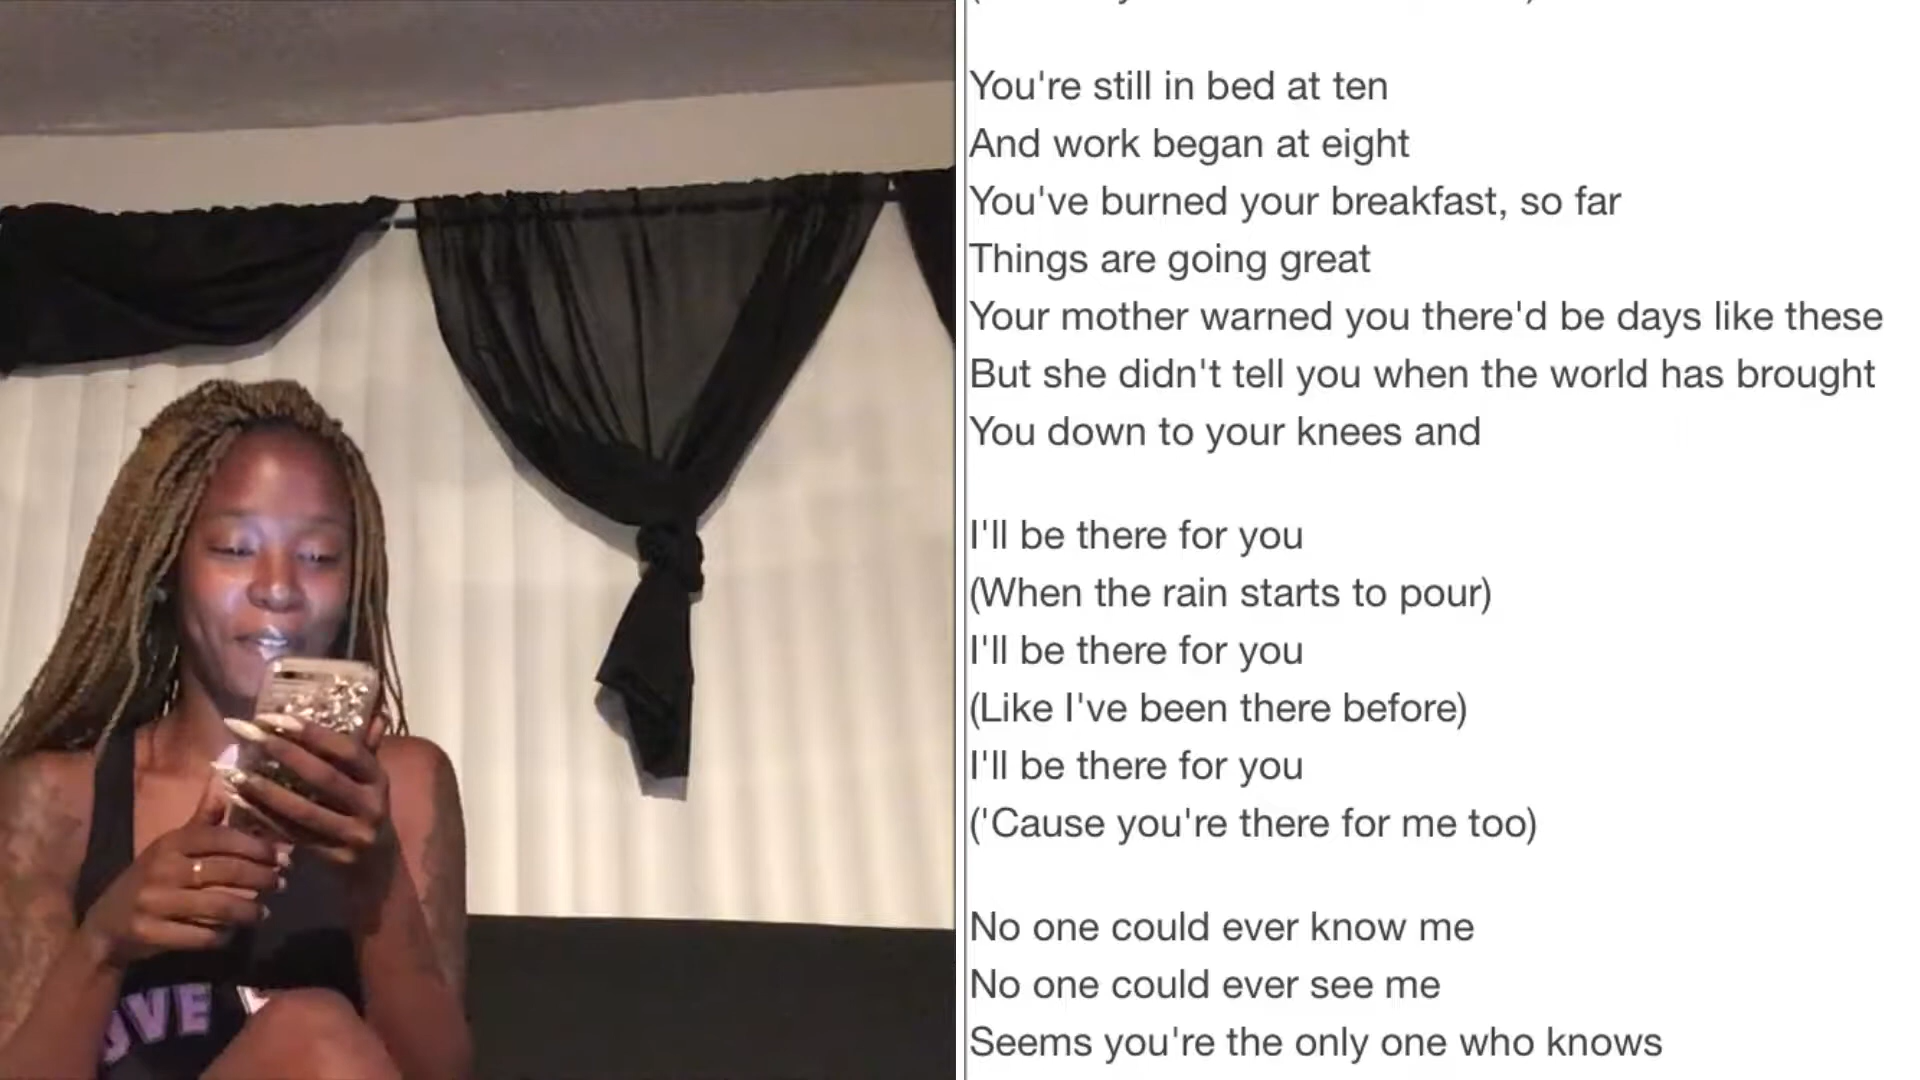 You're still in bed at ten
And work began at eight
You've burned your breakfast, so far
Things are going great
Your mother warned you there'd be days like these
But she didn't tell you when the world has brought
You down to your knees and
I'll be there for you
(When the rain starts to pour)
I'll be there for you
(Like I've been there before)
I'll be there for you
('Cause you're there for me too)
No one could ever know me
No one could ever see me
Seems you're the only one who knows
OVE